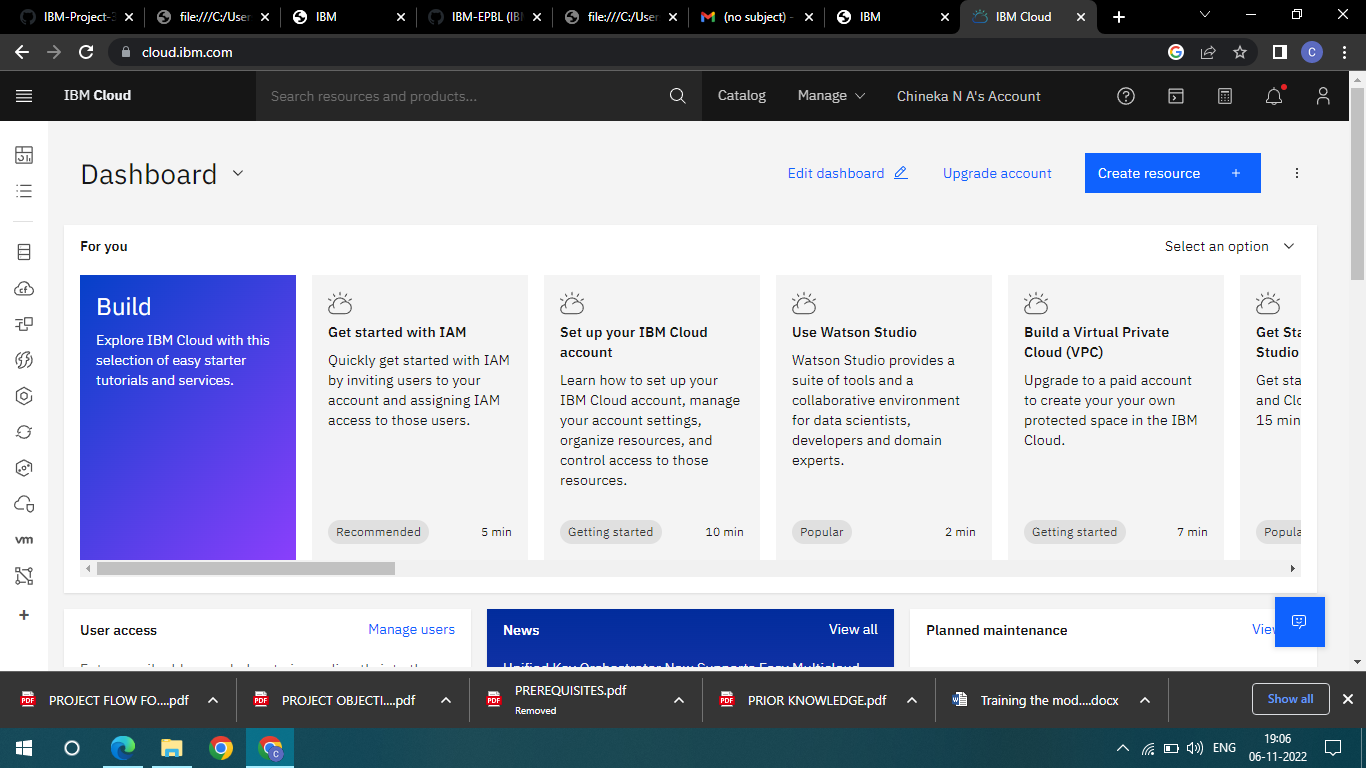 IBM-Project-3
file:///C:/User
IBM
IBM-EPBL (IB
file:///C:/User
(no subject) -
IBM
IBM Cloud
cloud.ibm.com
C
IBM Cloud
Search resources and products...
Catalog
Manage
Chineka N A's Account
Dashboard
Edit dashboard
Upgrade account
Create resource +
For you
Select an option
Build
Explore IBM Cloud with this
selection of easy starter
tutorials and services.
Get started with IAM
Quickly get started with IAM
by inviting users to your
account and assigning IAM
access to those users.
Recommended
5 min
Set up your IBM Cloud
account
Learn how to set up your
IBM Cloud account, manage
your account settings,
organize resources, and
control access to those
resources.
Getting started
10 min
Use Watson Studio
Watson Studio provides a
suite of tools and a
collaborative environment
for data scientists,
developers and domain
experts.
Popular
2 min
Build a Virtual Private
Cloud (VPC)
Upgrade to a paid account
to create your your own
protected space in the IBM
Cloud.
Getting started
7 min
Get Sta
Studio
Get sta
and Clo
15 min
Popula
cf
vm
User access
Manage users
News
View all
Unified Key Orchestrator Now Supports Easy Multicloud
Planned maintenance
View
PROJECT FLOW FO....pdf
PROJECT OBJECTI....pdf
PREREQUISITES.pdf
Removed
PRIOR KNOWLEDGE.pdf
Training the mod....docx
Show all
ENG
19:06
06-11-2022